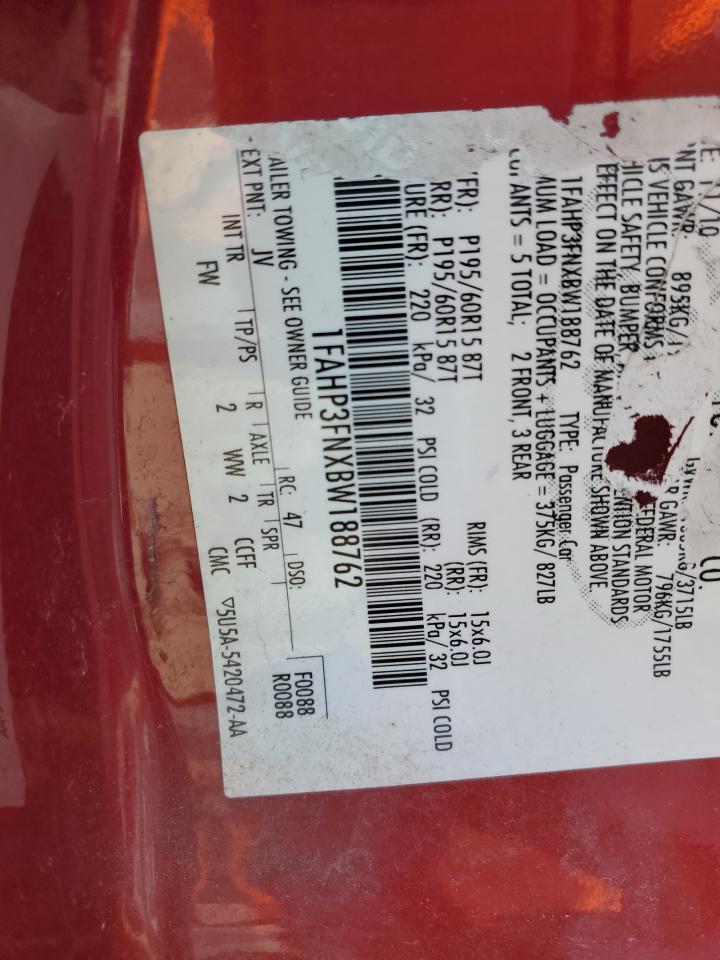 CO.
E: 11/10
3715LB
NT GAWR: 893KG/
R GAWR: 796KG/1755LB
IS VEHICLE CONFORMS
FEDERAL MOTOR
HICLE SAFETY, BUMPER
TION STANDARDS
EFFECT ON THE DATE OF MANUFACTURE SHOWN ABOVE
1FAHP3FNXBW188762 TYPE: Passenger Car
MUM LOAD = OCCUPANTS + LUGGAGE = 375KG/ 827LB
ANTS = 5 TOTAL; 2 FRONT, 3 REAR
FR): P195/60R15 87T RIMS (FR): 15x6.0J
RR): P195/60R15 87T (RR): 15x6.0J
URE (FR): 220 kPa/ 32 PSI COLD (RR): 220 kPa/ 32 PSI COLD
1FAHP3FNXBW188762
AILER TOWING - SEE OWNER GUIDE
F0088
R0088
EXT PNT: JV RC: 47 DSO:
INT TR TP/PS R AXLE TR SPR
FW 2 WW 2 CCFF
CMC ▽5U5A-5420472-AA